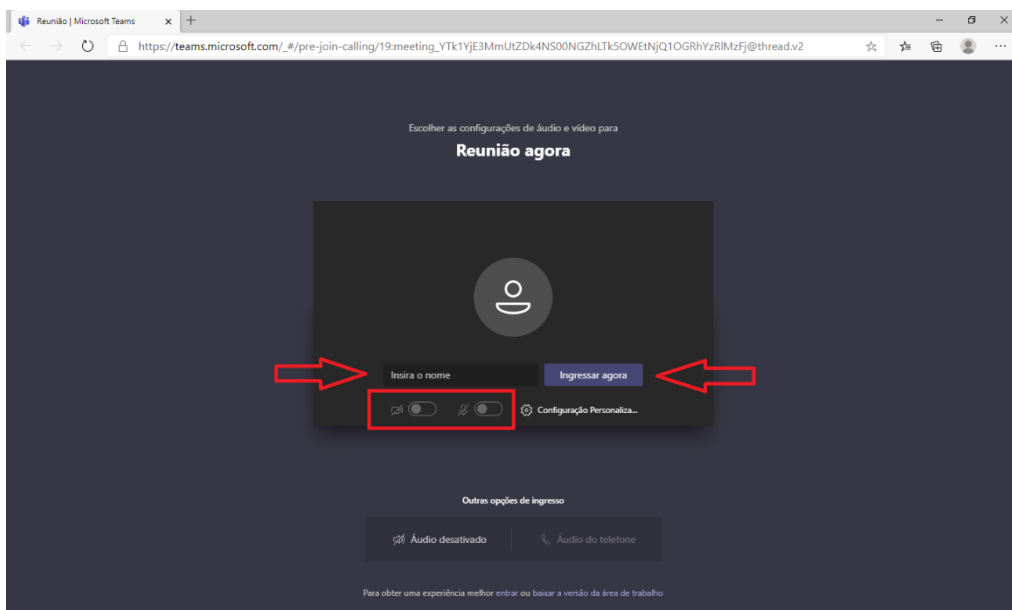 Reunião | Microsoft Teams
https://teams.microsoft.com/_#/pre-join-calling/19:meeting_YTk1YjE3MmUtZDk4NS00NGZhLTk5OWEtNjQ1OGRhYzRlMzFj@thread.v2
Escolher as configurações de áudio e vídeo para
Reunião agora
Insira o nome
Ingressar agora
Configuração Personaliza...
Outras opções de ingresso
Áudio desativado
Áudio do telefone
Para obter uma experiência melhor entrar ou baixar a versão da área de trabalho